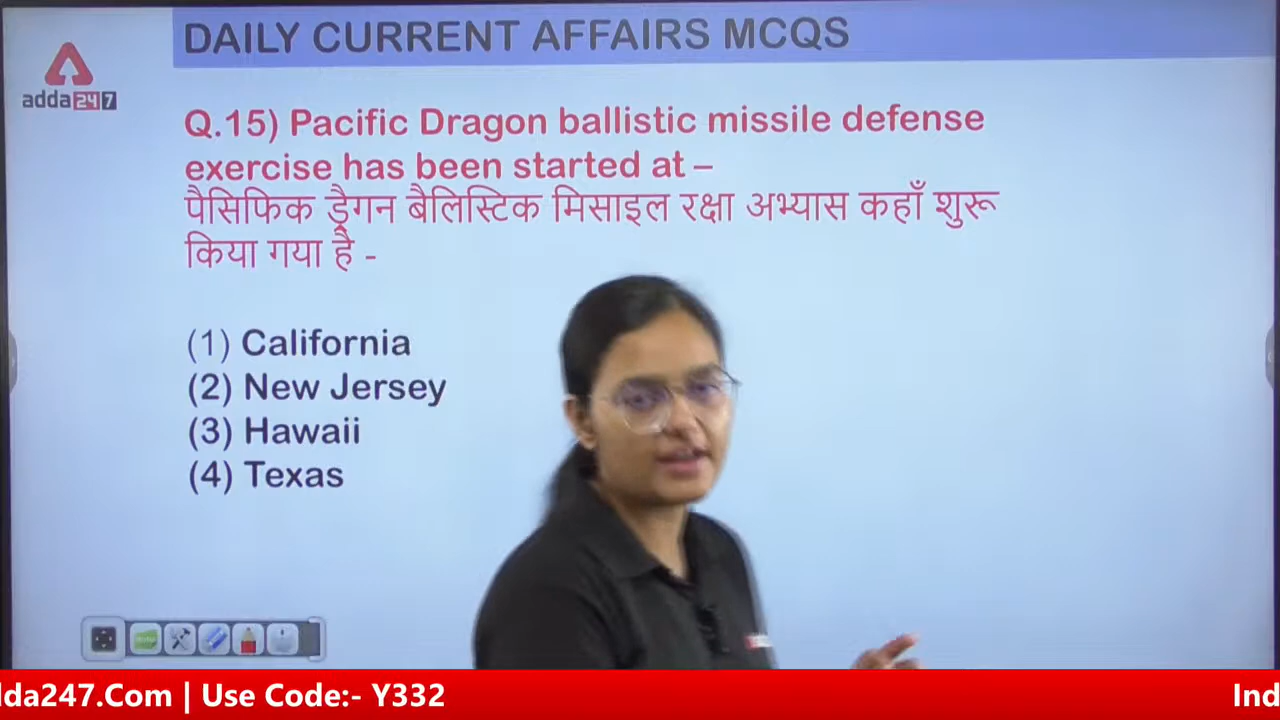 DAILY CURRENT AFFAIRS MCQS
adda247
Q.15) Pacific Dragon ballistic missile defense
exercise has been started at –
पैसिफिक ड्रैगन बैलिस्टिक मिसाइल रक्षा अभ्यास कहाँ शुरू
किया गया है -
(1) California
(2) New Jersey
(3) Hawaii
(4) Texas
dda247.Com | Use Code:- Y332
Ind